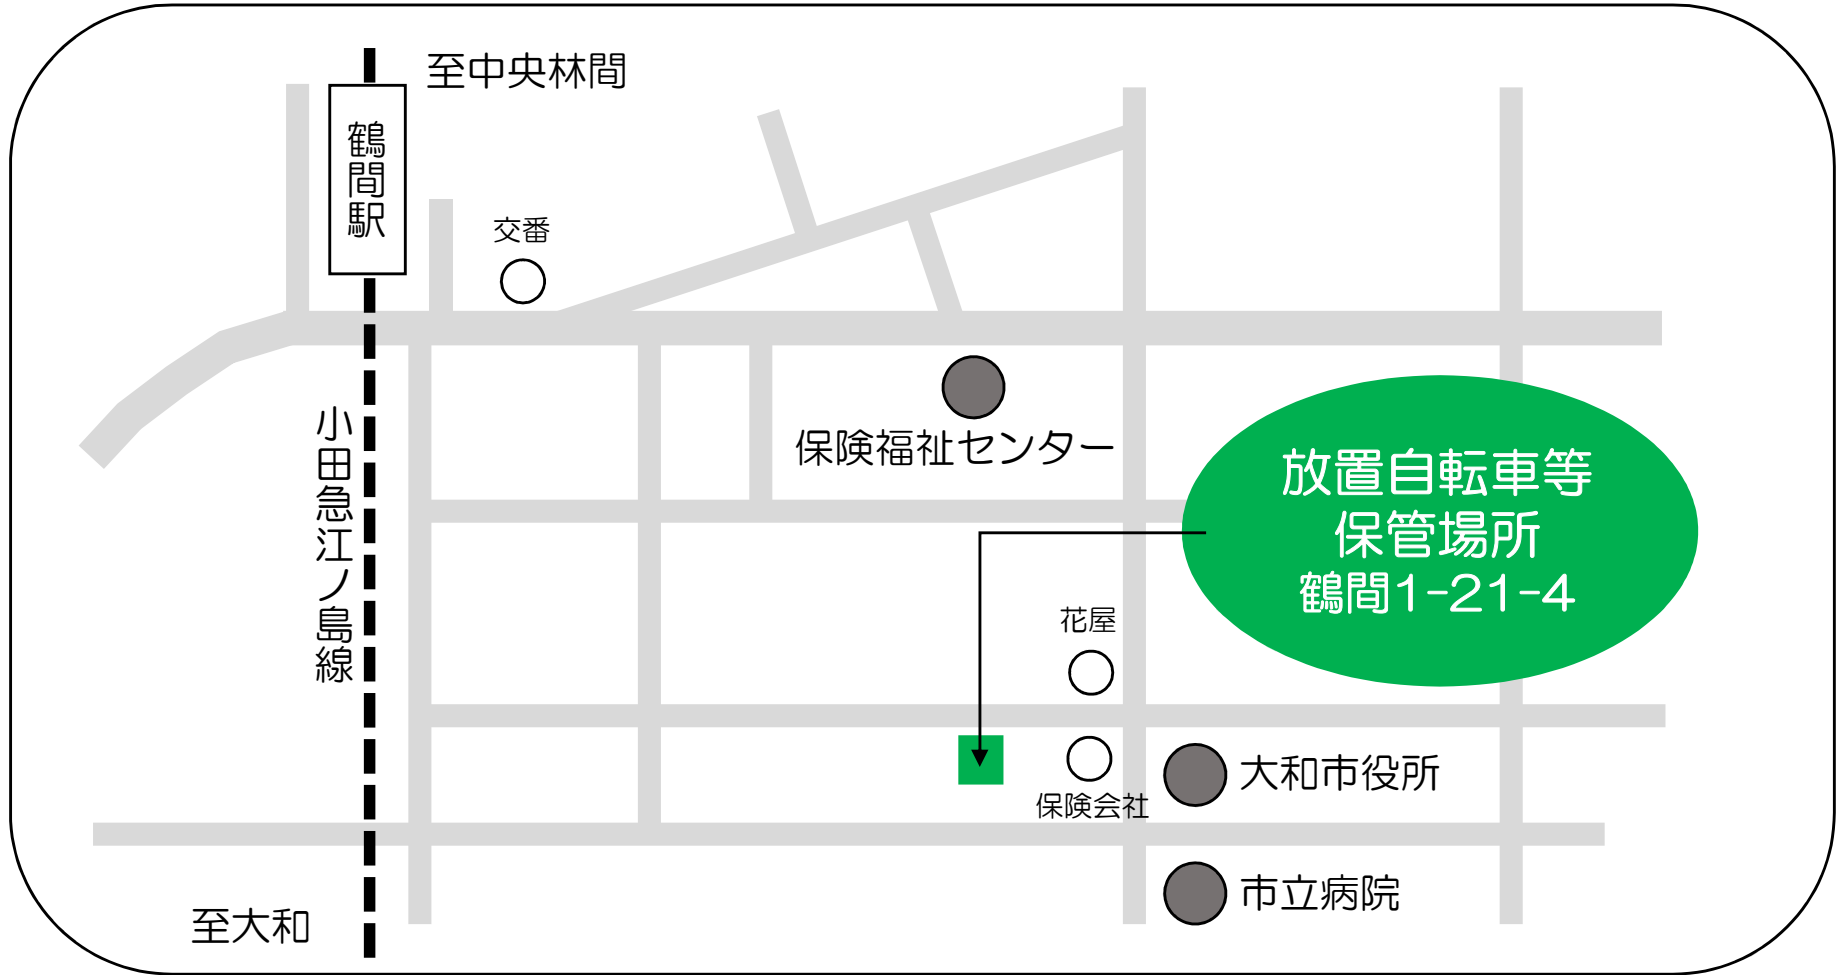 至中央林間
鶴間駅
交番
小田急江ノ島線
保険福祉センター
放置自転車等
保管場所
鶴間1-21-4
花屋
保険会社
大和市役所
市立病院
至大和